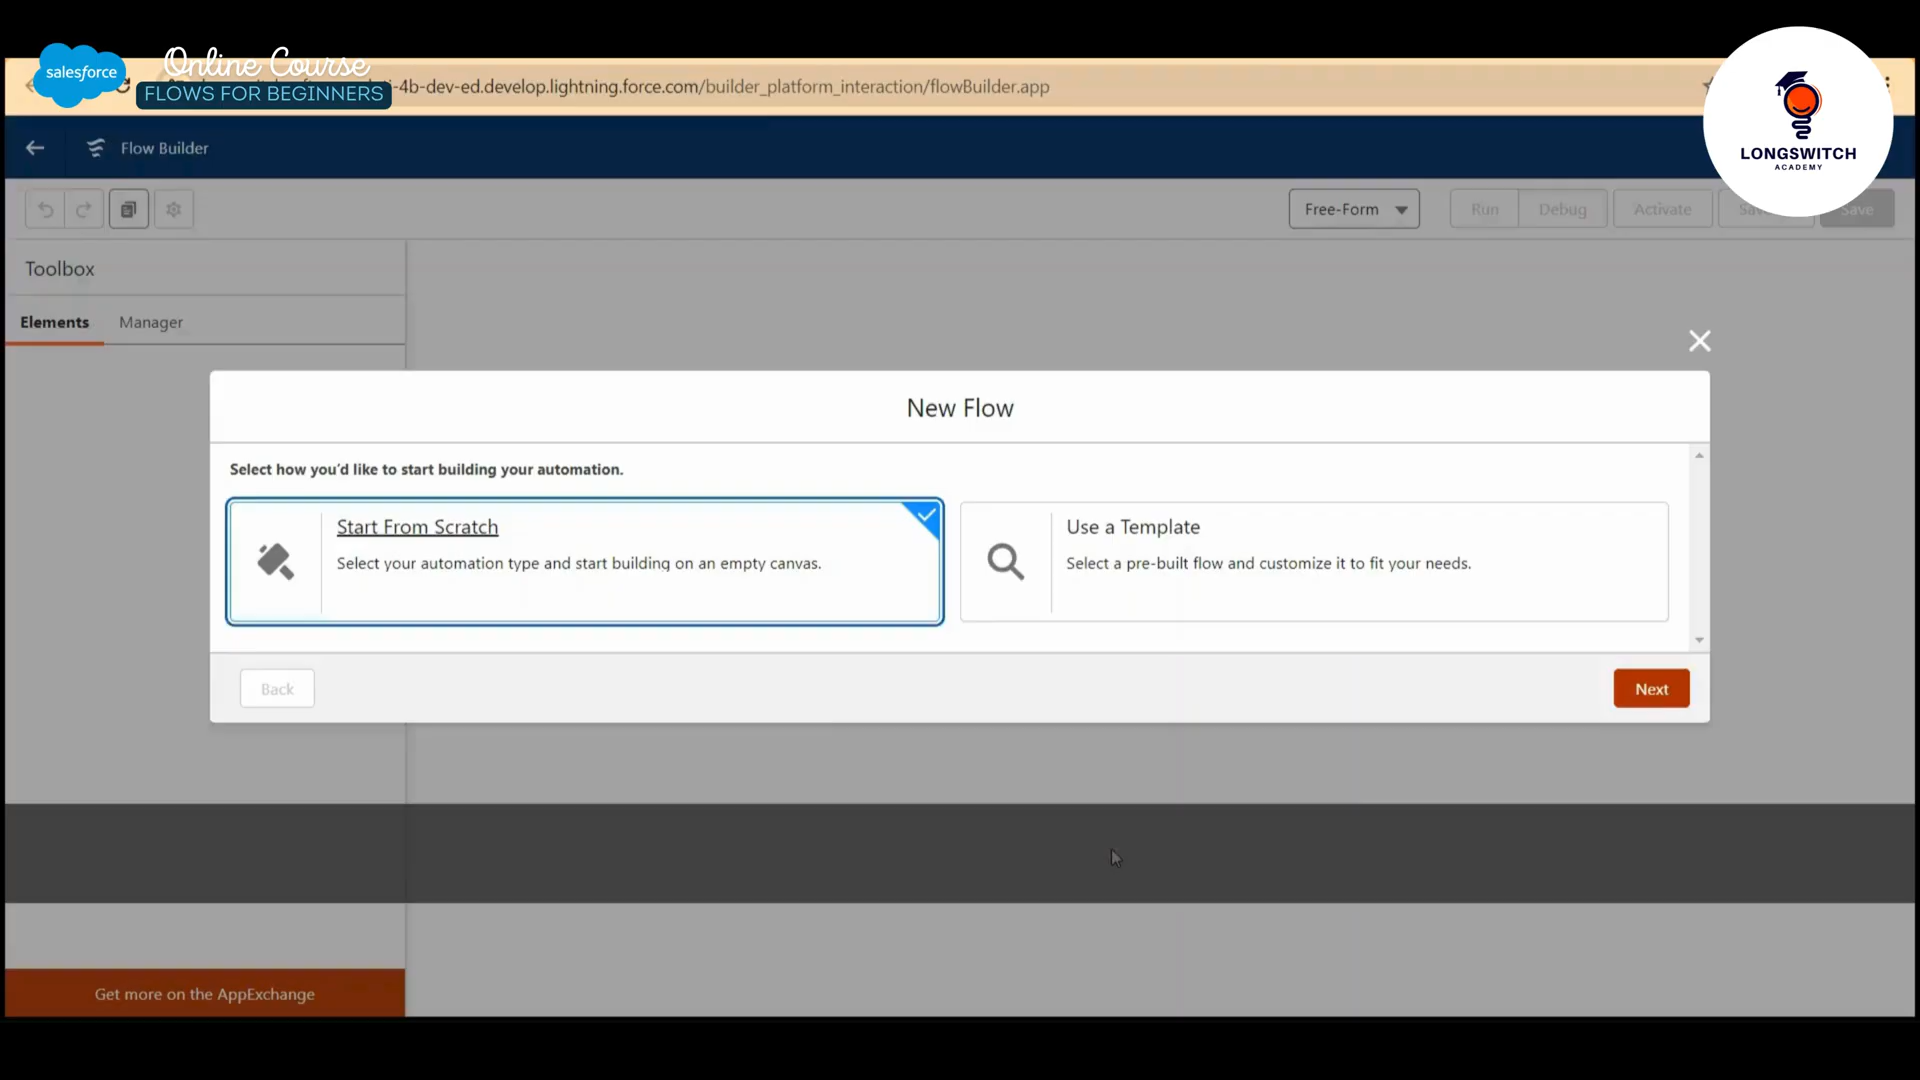 salesforce
Online Course
FLOWS FOR BEGINNERS
-4b-dev-ed.develop.lightning.force.com/builder_platform_interaction/flowBuilder.app
LONGSWITCH
ACADEMY
Flow Builder
Free-Form
Run
Debug
Activate
Save
Toolbox
Elements
Manager
New Flow
Select how you'd like to start building your automation.
Start From Scratch
Select your automation type and start building on an empty canvas.
Use a Template
Select a pre-built flow and customize it to fit your needs.
Back
Next
Get more on the AppExchange